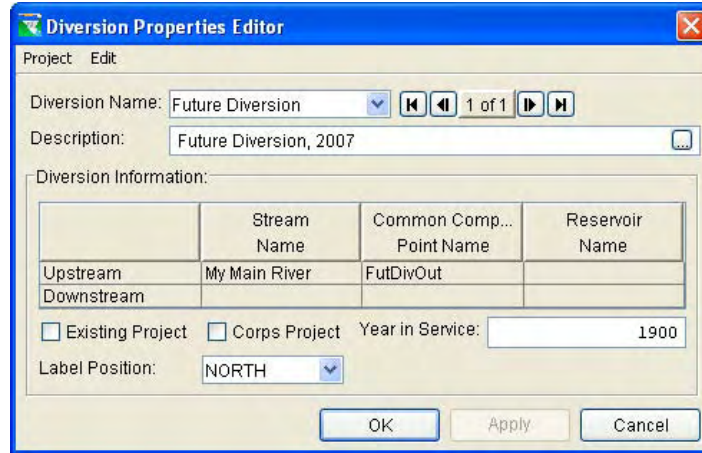 Diversion Properties Editor
Project Edit
Diversion Name: Future Diversion 1 of 1
Description: Future Diversion, 2007 ...
Diversion Information:
Stream Name Common Comp... Point Name Reservoir Name
Upstream My Main River FutDivOut
Downstream
Existing Project Corps Project Year in Service: 1900
Label Position: NORTH
OK Apply Cancel